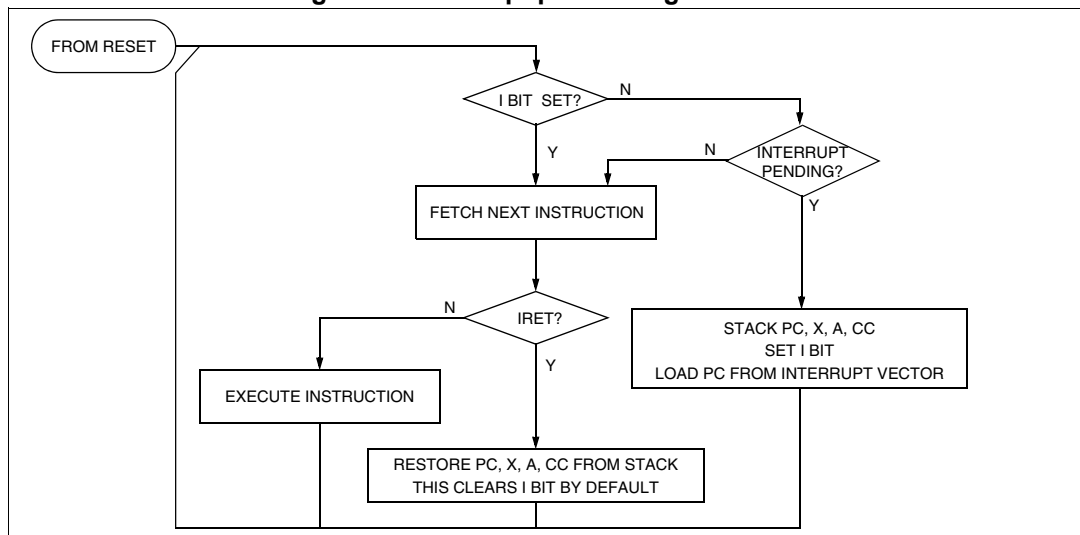 FROM RESET
I BIT SET?
N
Y
N
INTERRUPT
PENDING?
Y
FETCH NEXT INSTRUCTION
N
IRET?
Y
STACK PC, X, A, CC
SET I BIT
LOAD PC FROM INTERRUPT VECTOR
EXECUTE INSTRUCTION
RESTORE PC, X, A, CC FROM STACK
THIS CLEARS I BIT BY DEFAULT